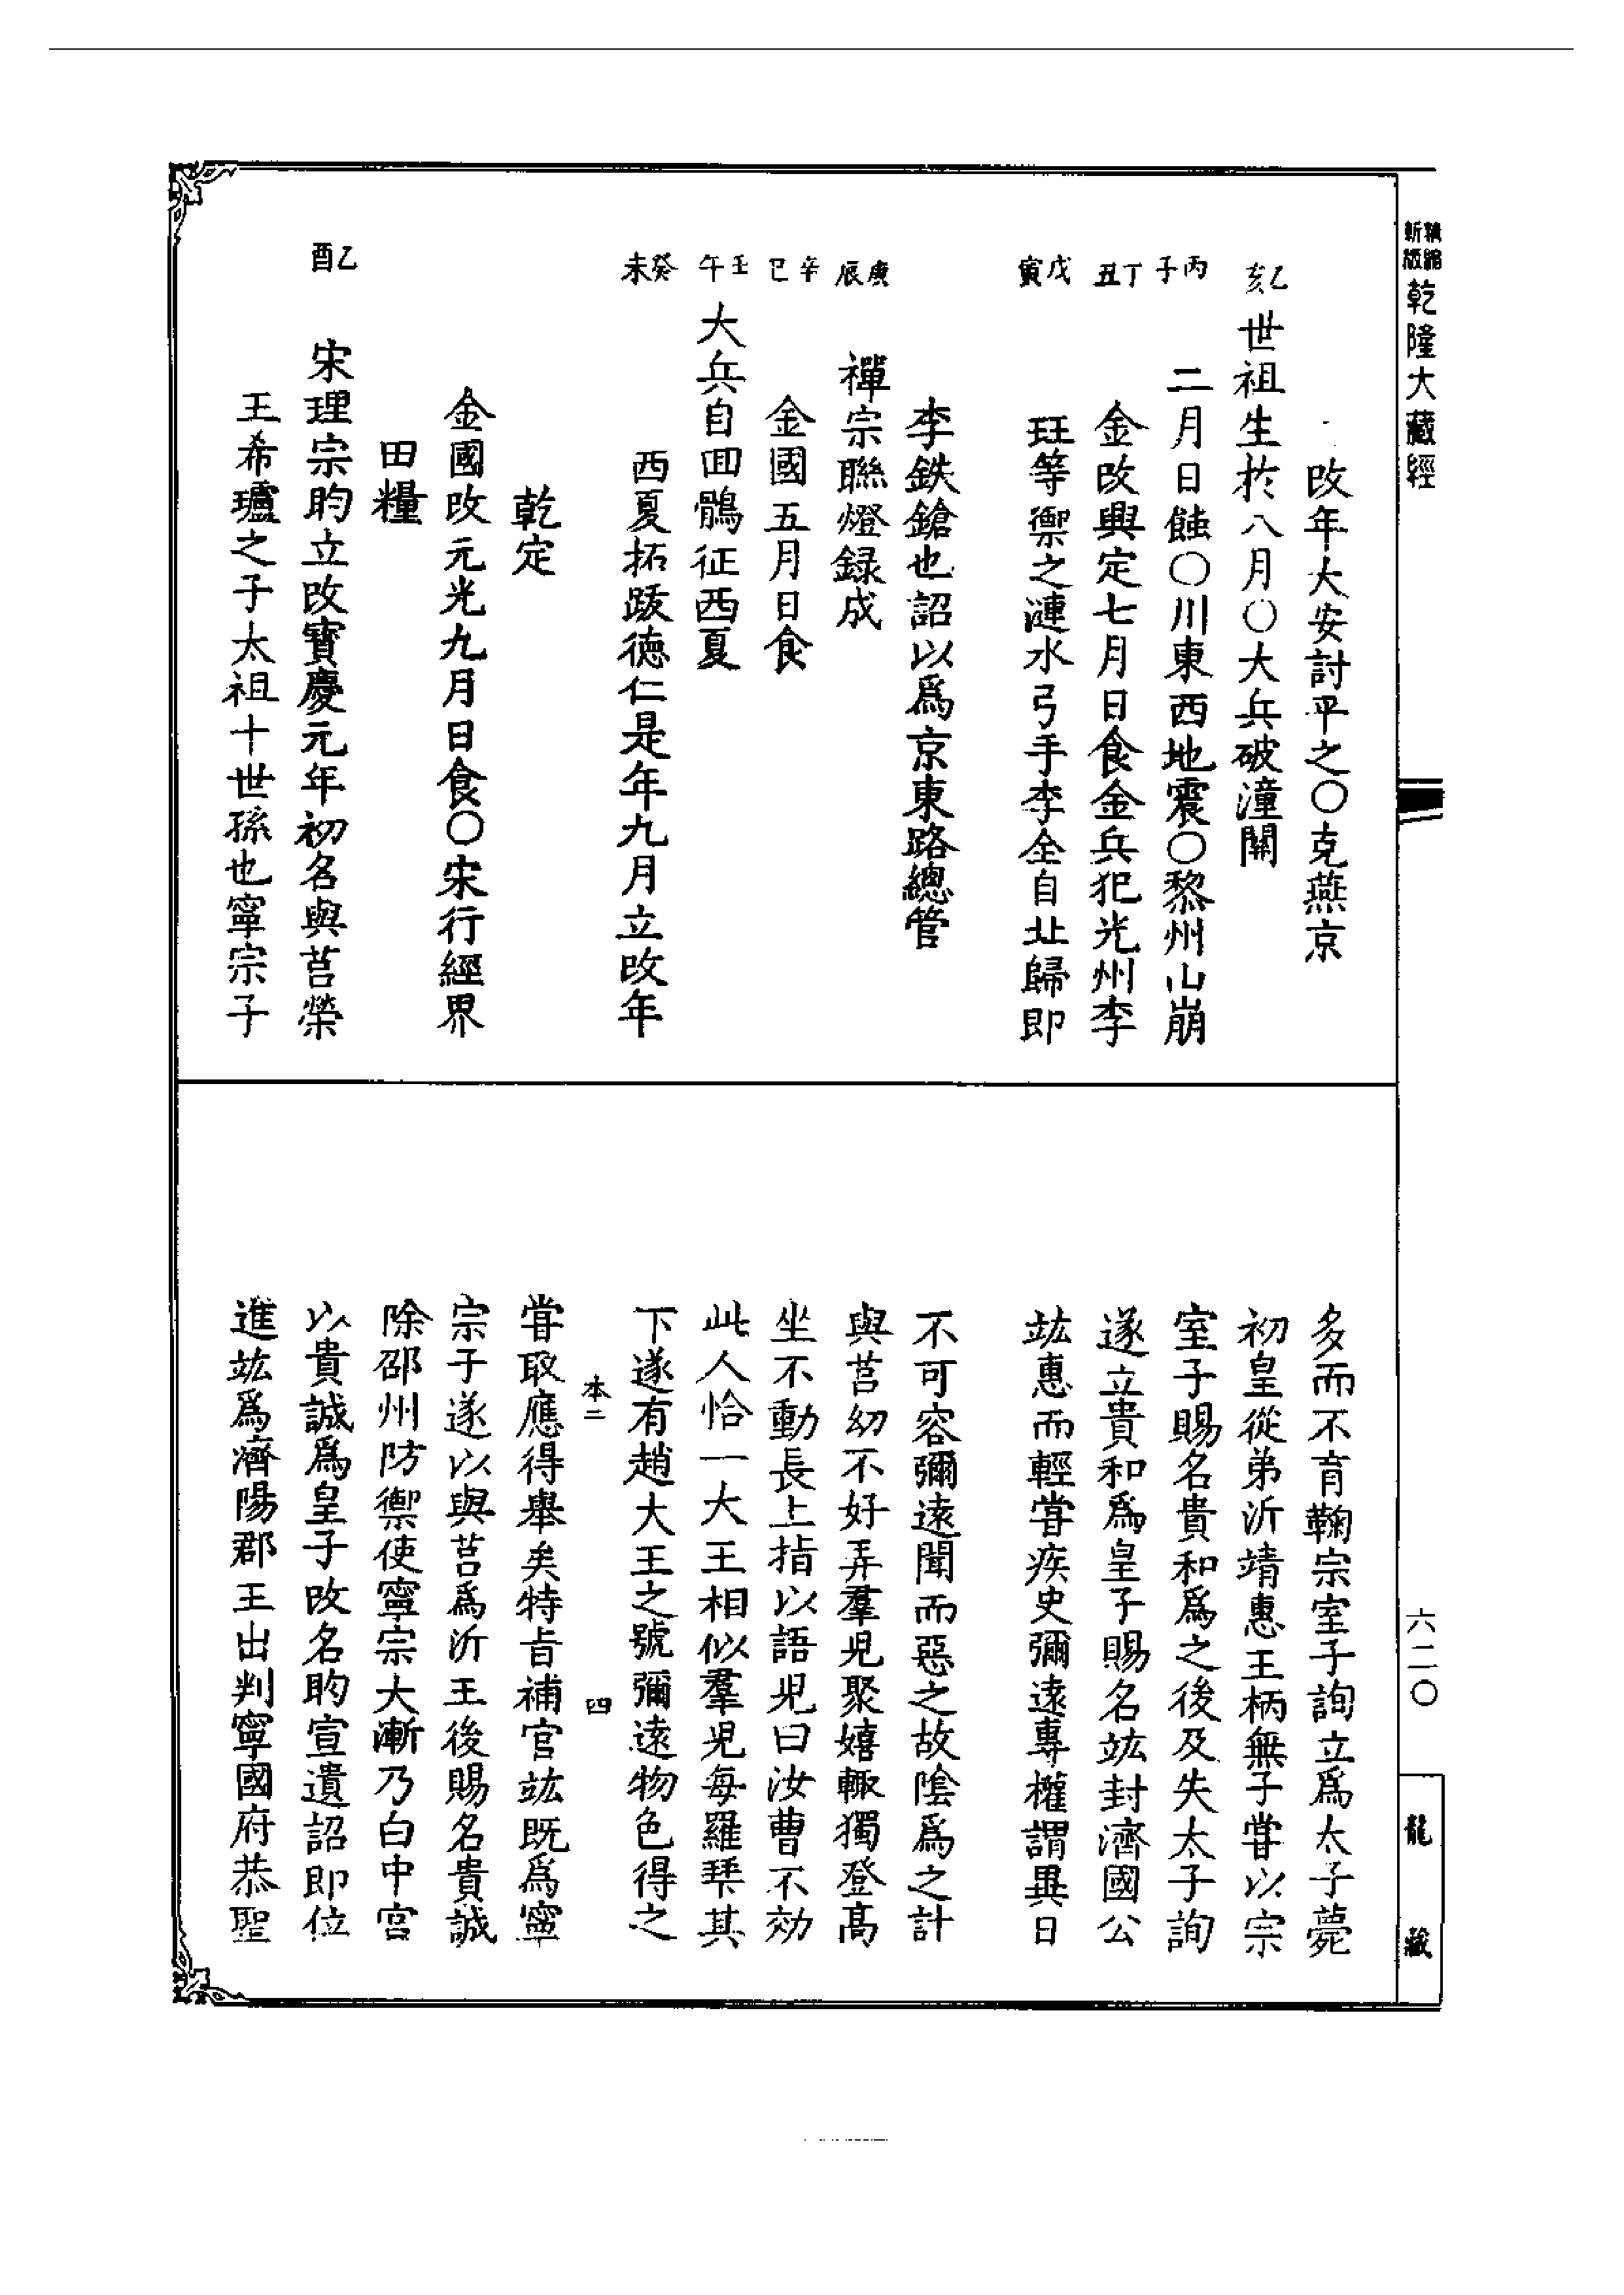 新版
精縮
乾隆大藏經
改年大安討平之〇克燕京
乙亥
世祖生於八月〇大兵破潼關
丙子
二月日蝕〇川東西地震〇黎州山崩
丁丑
金改興定七月日食金兵犯光州李
戊寅
珏等禦之漣水弓手李全自北歸即
李鉄鎗也詔以爲京東路總管
庚辰
禪宗聯燈録成
辛巳
金國五月日食
壬午
大兵自回鶻征西夏
癸未
西夏拓跋德仁是年九月立改年
乾定
金國改元光九月日食〇宋行經界
田糧
乙酉
宋理宗昀立改寶慶元年初名與莒榮
王希瓐之子太祖十世孫也寧宗子
多而不育鞠宗室子詢立爲太子薨
初皇從弟沂靖惠王柄無子甞以宗
室子賜名貴和爲之後及失太子詢
遂立貴和爲皇子賜名竑封濟國公
竑惠而輕甞疾史彌遠專權謂異日
不可容彌遠聞而惡之故陰爲之計
與莒幼不好弄羣兒聚嬉輙獨登髙
坐不動長上指以語兒曰汝曹不効
此人恰一大王相似羣兒每羅拜其
下遂有趙大王之號彌遠物色得之
本二 四
甞取應得舉矣特旨補官竑既爲寧
宗子遂以與莒爲沂王後賜名貴誠
除邵州防禦使寧宗大漸乃白中宮
以貴誠爲皇子改名昀宣遺詔即位
進竑爲濟陽郡王出判寧國府恭聖
六二〇
龍藏